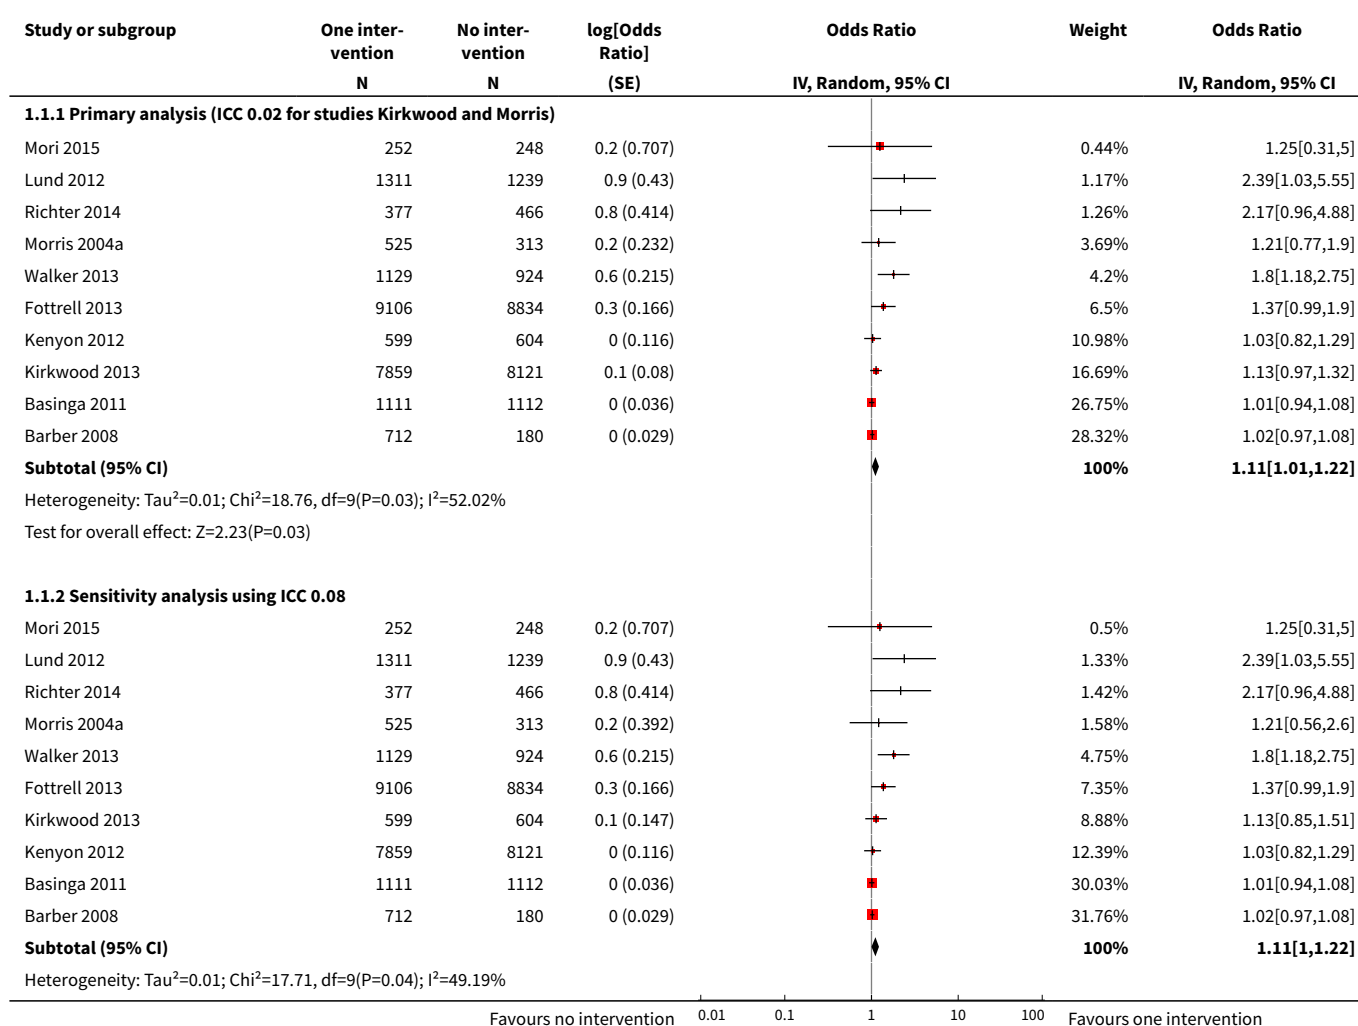 Study or subgroup One inter- No inter- log[Odds Odds Ratio Weight Odds Ratio
vention vention Ratio]
N N (SE) IV, Random, 95% CI IV, Random, 95% CI
1.1.1 Primary analysis (ICC 0.02 for studies Kirkwood and Morris)
Mori 2015 252 248 0.2 (0.707) 0.44% 1.25[0.31,5]
Lund 2012 1311 1239 0.9 (0.43) 1.17% 2.39[1.03,5.55]
Richter 2014 377 466 0.8 (0.414) 1.26% 2.17[0.96,4.88]
Morris 2004a 525 313 0.2 (0.232) 3.69% 1.21[0.77,1.9]
Walker 2013 1129 924 0.6 (0.215) 4.2% 1.8[1.18,2.75]
Fottrell 2013 9106 8834 0.3 (0.166) 6.5% 1.37[0.99,1.9]
Kenyon 2012 599 604 0 (0.116) 10.98% 1.03[0.82,1.29]
Kirkwood 2013 7859 8121 0.1 (0.08) 16.69% 1.13[0.97,1.32]
Basinga 2011 1111 1112 0 (0.036) 26.75% 1.01[0.94,1.08]
Barber 2008 712 180 0 (0.029) 28.32% 1.02[0.97,1.08]
Subtotal (95% CI) 100% 1.11[1.01,1.22]
Heterogeneity: Tau²=0.01; Chi²=18.76, df=9(P=0.03); I²=52.02%
Test for overall effect: Z=2.23(P=0.03)
1.1.2 Sensitivity analysis using ICC 0.08
Mori 2015 252 248 0.2 (0.707) 0.5% 1.25[0.31,5]
Lund 2012 1311 1239 0.9 (0.43) 1.33% 2.39[1.03,5.55]
Richter 2014 377 466 0.8 (0.414) 1.42% 2.17[0.96,4.88]
Morris 2004a 525 313 0.2 (0.392) 1.58% 1.21[0.56,2.6]
Walker 2013 1129 924 0.6 (0.215) 4.75% 1.8[1.18,2.75]
Fottrell 2013 9106 8834 0.3 (0.166) 7.35% 1.37[0.99,1.9]
Kirkwood 2013 599 604 0.1 (0.147) 8.88% 1.13[0.85,1.51]
Kenyon 2012 7859 8121 0 (0.116) 12.39% 1.03[0.82,1.29]
Basinga 2011 1111 1112 0 (0.036) 30.03% 1.01[0.94,1.08]
Barber 2008 712 180 0 (0.029) 31.76% 1.02[0.97,1.08]
Subtotal (95% CI) 100% 1.11[1,1.22]
Heterogeneity: Tau²=0.01; Chi²=17.71, df=9(P=0.04); I²=49.19%
Favours no intervention 0.01 0.1 1 10 100 Favours one intervention